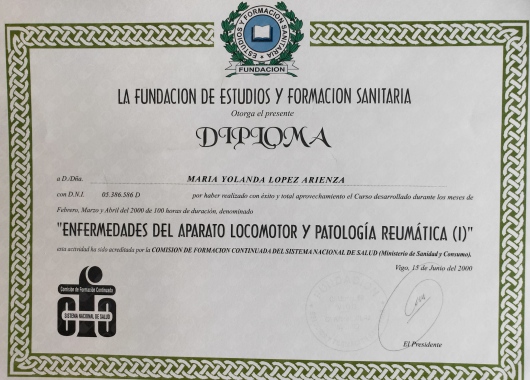 ESTUDIOS Y FORMACION SANITARIA
FUNDACION
LA FUNDACION DE ESTUDIOS Y FORMACION SANITARIA
Otorga el presente
DIPLOMA
a D./Dña. MARIA YOLANDA LOPEZ ARIENZA
con D.N.I. 05.386.586 D por haber realizado con éxito y total aprovechamiento el Curso desarrollado durante los meses de
Febrero, Marzo y Abril del 2000 de 100 horas de duración, denominado
"ENFERMEDADES DEL APARATO LOCOMOTOR Y PATOLOGÍA REUMÁTICA (I)"
esta actividad ha sido acreditada por la COMISION DE FORMACION CONTINUADA DEL SISTEMA NACIONAL DE SALUD (Ministerio de Sanidad y Consumo).
Vigo, 15 de Junio del 2000
Comisión de Formación Continuada
SISTEMA NACIONAL DE SALUD
El Presidente